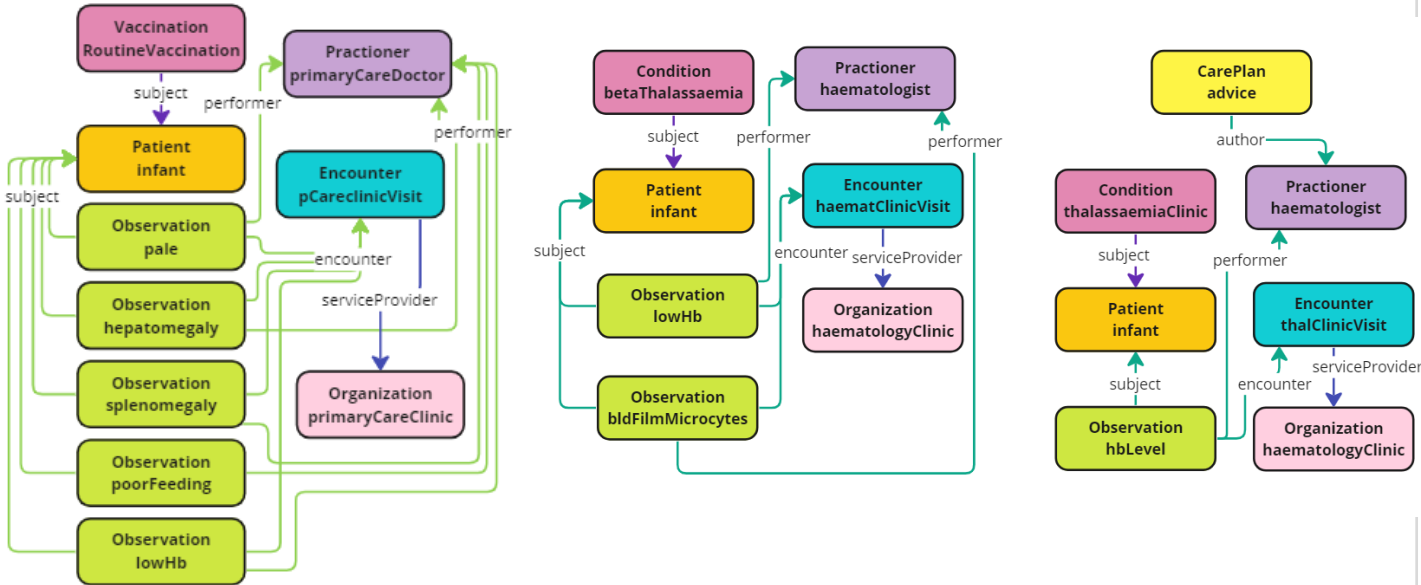 Vaccination
RoutineVaccination
Practioner
primaryCareDoctor
subject
performer
performer
Patient
infant
Encounter
pCareclinicVisit
subject
Observation
pale
encounter
Observation
hepatomegaly
serviceProvider
Observation
splenomegaly
Organization
primaryCareClinic
Observation
poorFeeding
Observation
lowHb
Condition
betaThalassaemia
Practioner
haematologist
subject
performer
performer
Patient
infant
Encounter
haematClinicVisit
subject
encounter
serviceProvider
Observation
lowHb
Organization
haematologyClinic
Observation
bldFilmMicrocytes
CarePlan
advice
author
Condition
thalassaemiaClinic
Practioner
haematologist
subject
performer
Patient
infant
Encounter
thalClinicVisit
subject
encounter
serviceProvider
Observation
hbLevel
Organization
haematologyClinic